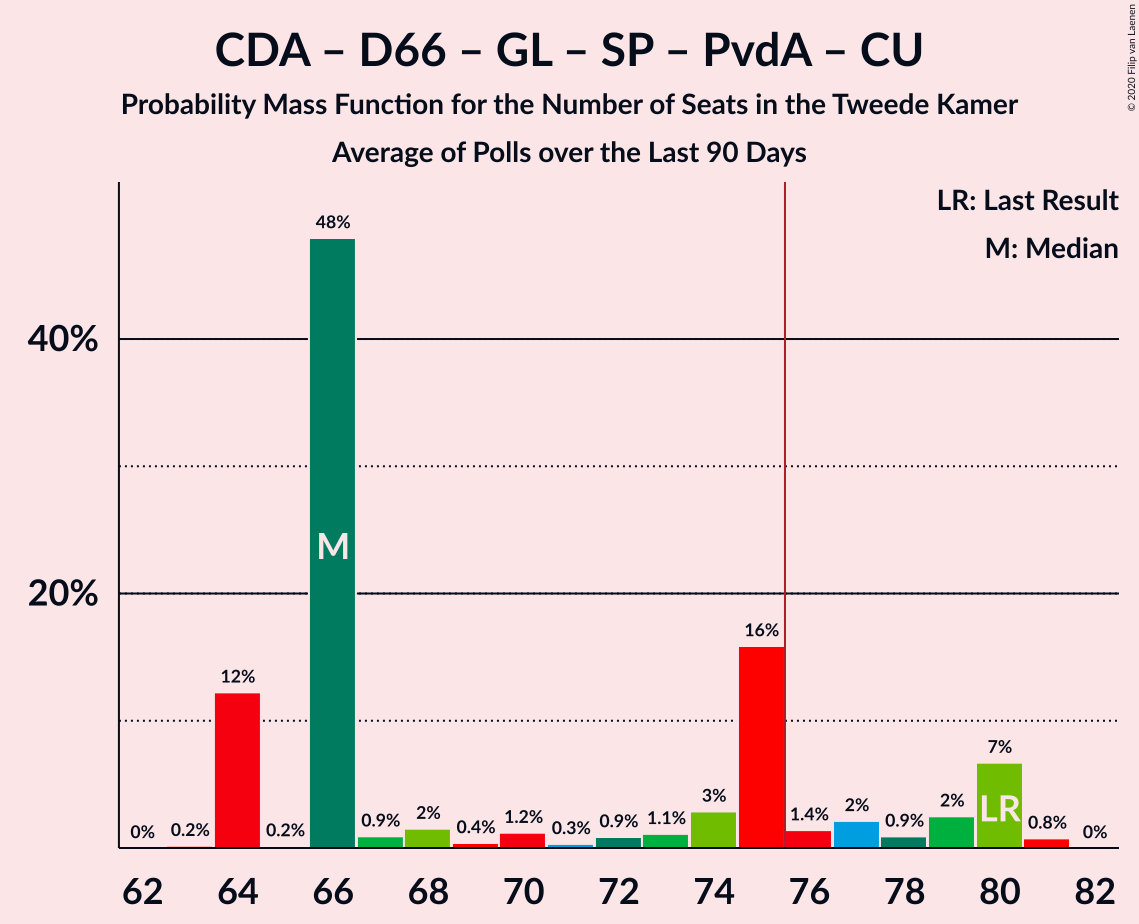 CDA – D66 – GL – SP – PvdA – CU
Probability Mass Function for the Number of Seats in the Tweede Kamer
Average of Polls over the Last 90 Days
© 2020 Filip van Laenen
LR: Last Result
M: Median
48%
40%
M
20%
16%
12%
7%
0% 0.2% 0.2% 0.9% 2% 0.4% 1.2% 0.3% 0.9% 1.1% 3% 1.4% 2% 0.9% 2% LR 0.8% 0%
62 64 66 68 70 72 74 76 78 80 82